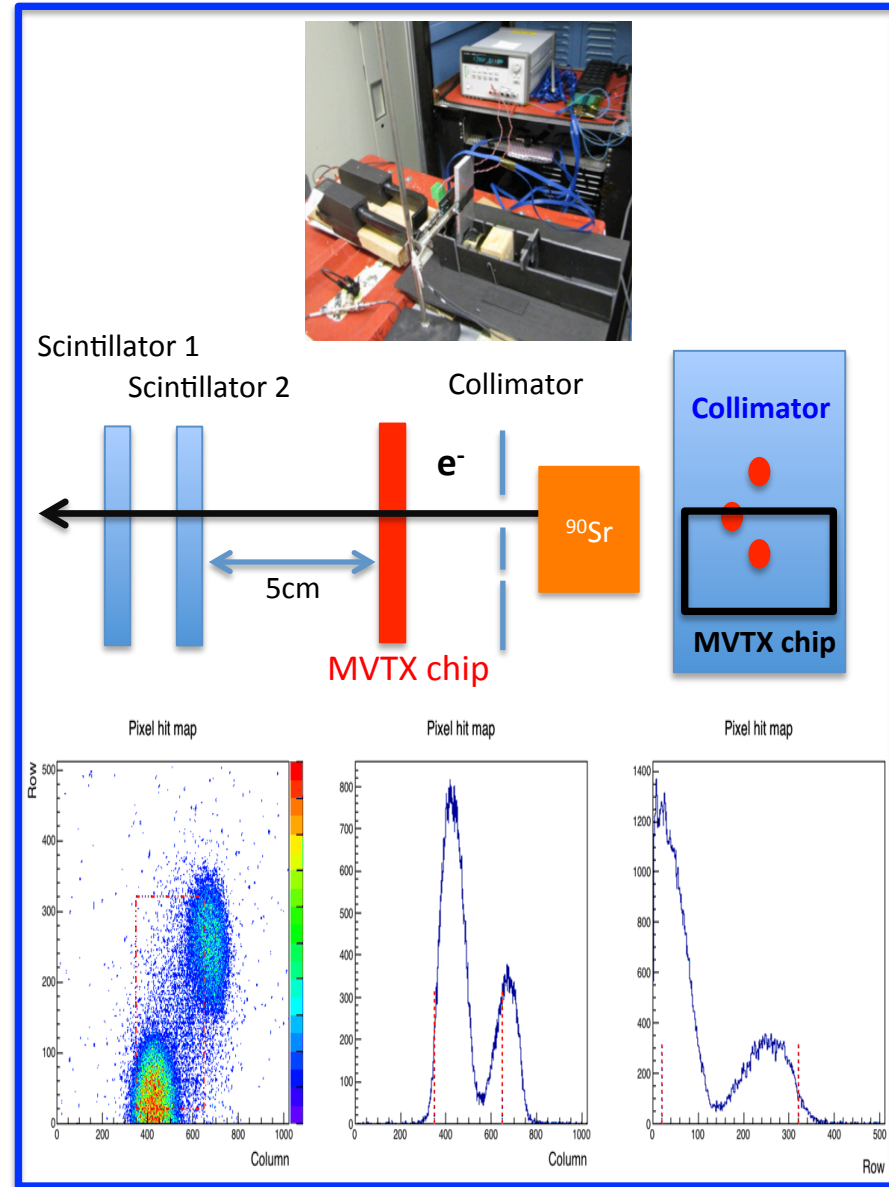 Scintillator 1
Scintillator 2
Collimator
e-
90Sr
5cm
MVTX chip
Collimator
MVTX chip
Pixel hit map
Row
500
400
300
200
100
0
0 200 400 600 800 1000
Column
Pixel hit map
800
700
600
500
400
300
200
100
0
0 200 400 600 800 1000
Column
Pixel hit map
1400
1200
1000
800
600
400
200
0
0 100 200 300 400 500
Row